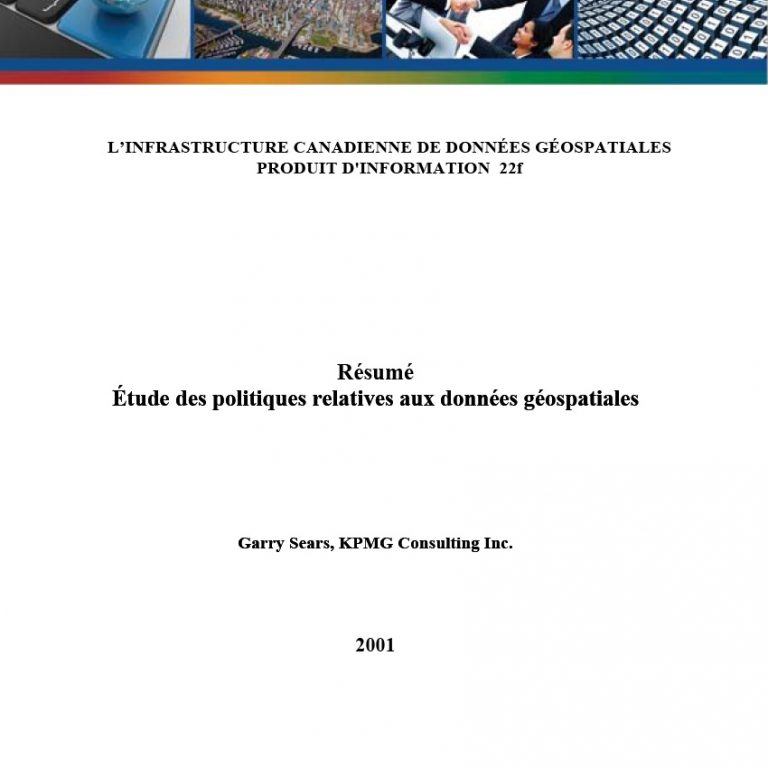 L’INFRASTRUCTURE CANADIENNE DE DONNÉES GÉOSPATIALES
PRODUIT D'INFORMATION 22f
Résumé
Étude des politiques relatives aux données géospatiales
Garry Sears, KPMG Consulting Inc.
2001